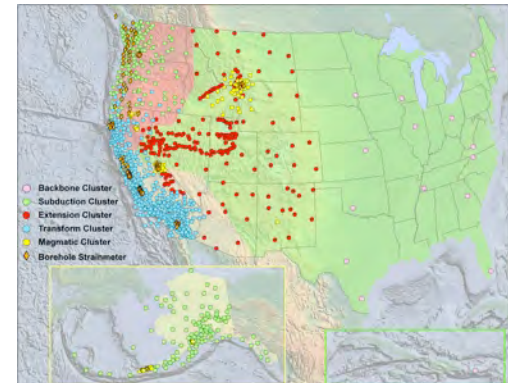 Backbone Cluster
Subduction Cluster
Extension Cluster
Transform Cluster
Magmatic Cluster
Borehole Strainmeter